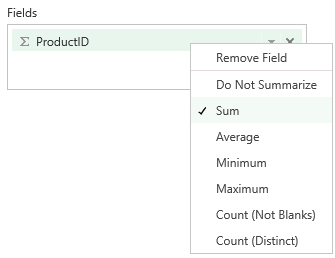 Fields
Σ ProductID
Remove Field
Do Not Summarize
✓ Sum
Average
Minimum
Maximum
Count (Not Blanks)
Count (Distinct)